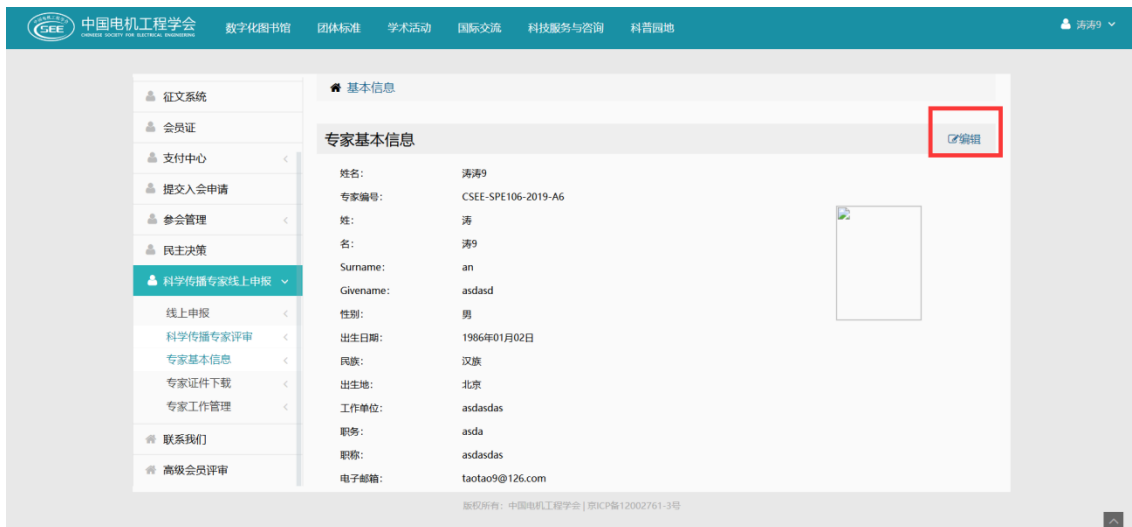 CSEE 中国电机工程学会 数字化图书馆 团体标准 学术活动 国际交流 科技服务与咨询 科普园地 涛涛9
CHINESE SOCIETY FOR ELECTRICAL ENGINEERING
征文系统
会员证
支付中心
提交入会申请
参会管理
民主决策
科学传播专家线上申报
线上申报
科学传播专家评审
专家基本信息
专家证件下载
专家工作管理
联系我们
高级会员评审
基本信息
专家基本信息 编辑
姓名: 涛涛9
专家编号: CSEE-SPE106-2019-A6
姓: 涛
名: 涛9
Surname: an
Givename: asdasd
性别: 男
出生日期: 1986年01月02日
民族: 汉族
出生地: 北京
工作单位: asdasdas
职务: asda
职称: asdasdas
电子邮箱: taotao9@126.com
版权所有：中国电机工程学会 | 京ICP备12002761-3号